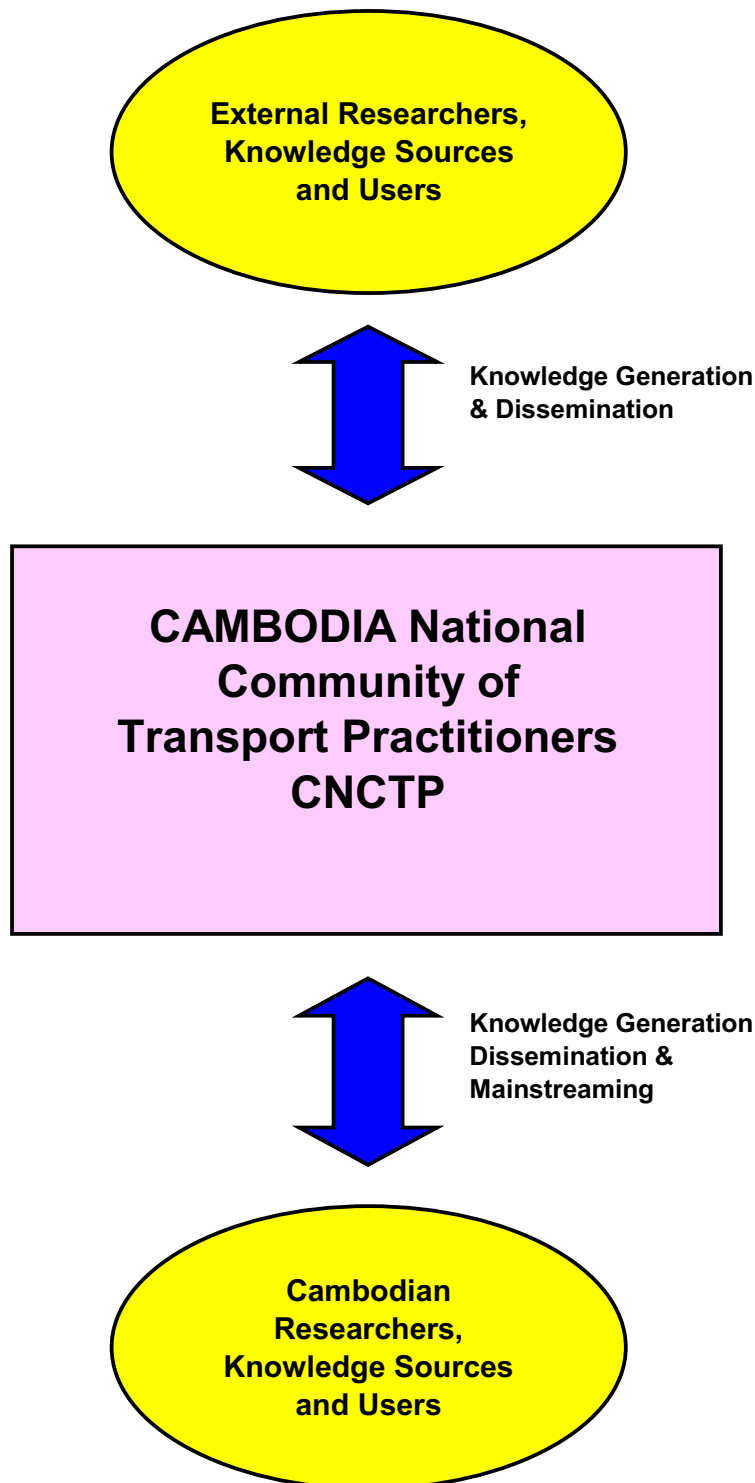 External Researchers,
Knowledge Sources
and Users
Knowledge Generation
& Dissemination
CAMBODIA National
Community of
Transport Practitioners
CNCTP
Knowledge Generation
Dissemination &
Mainstreaming
Cambodian
Researchers,
Knowledge Sources
and Users